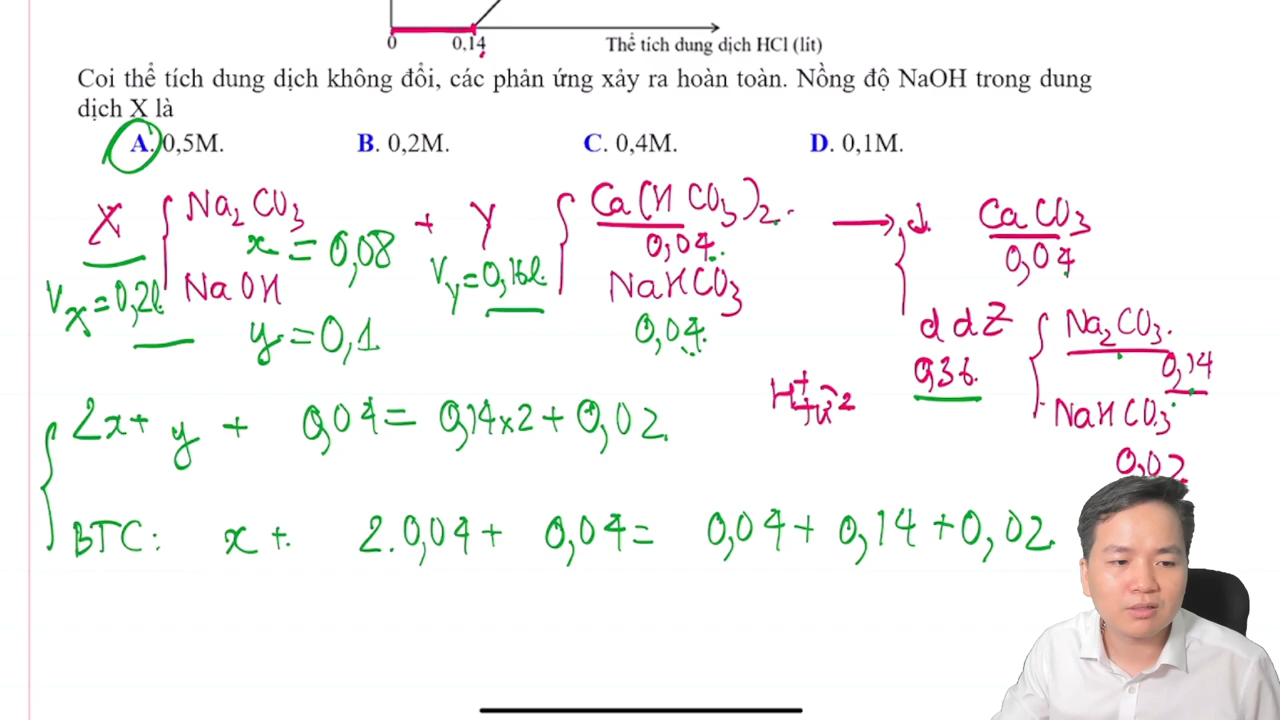 0 0,14 Thể tích dung dịch HCl (lít)
Coi thể tích dung dịch không đổi, các phản ứng xảy ra hoàn toàn. Nồng độ NaOH trong dung
dịch X là
A. 0,5M. B. 0,2M. C. 0,4M. D. 0,1M.
X { Na2CO3 + Y { Ca(HCO3)2 → ↓ CaCO3
x = 0,08 0,04 0,04
Vx = 0,2l NaOH Vy = 0,16l NaHCO3
y = 0,1 0,04 ddZ { Na2CO3
0,36 0,14
NaHCO3
0,02
2x + y + 0,04 = 0,14x2 + 0,02
BTC: x + 2.0,04 + 0,04 = 0,04 + 0,14 + 0,02